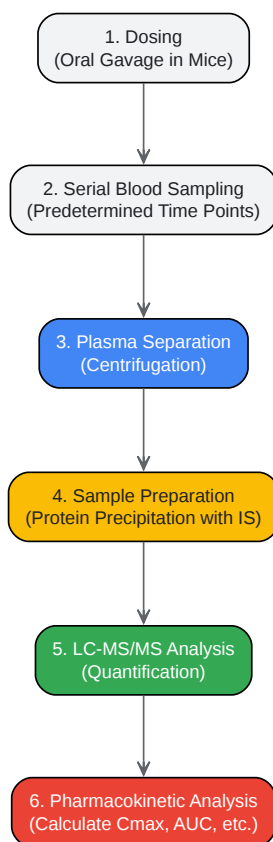 1. Dosing
(Oral Gavage in Mice)
2. Serial Blood Sampling
(Predetermined Time Points)
3. Plasma Separation
(Centrifugation)
4. Sample Preparation
(Protein Precipitation with IS)
5. LC-MS/MS Analysis
(Quantification)
6. Pharmacokinetic Analysis
(Calculate Cmax, AUC, etc.)